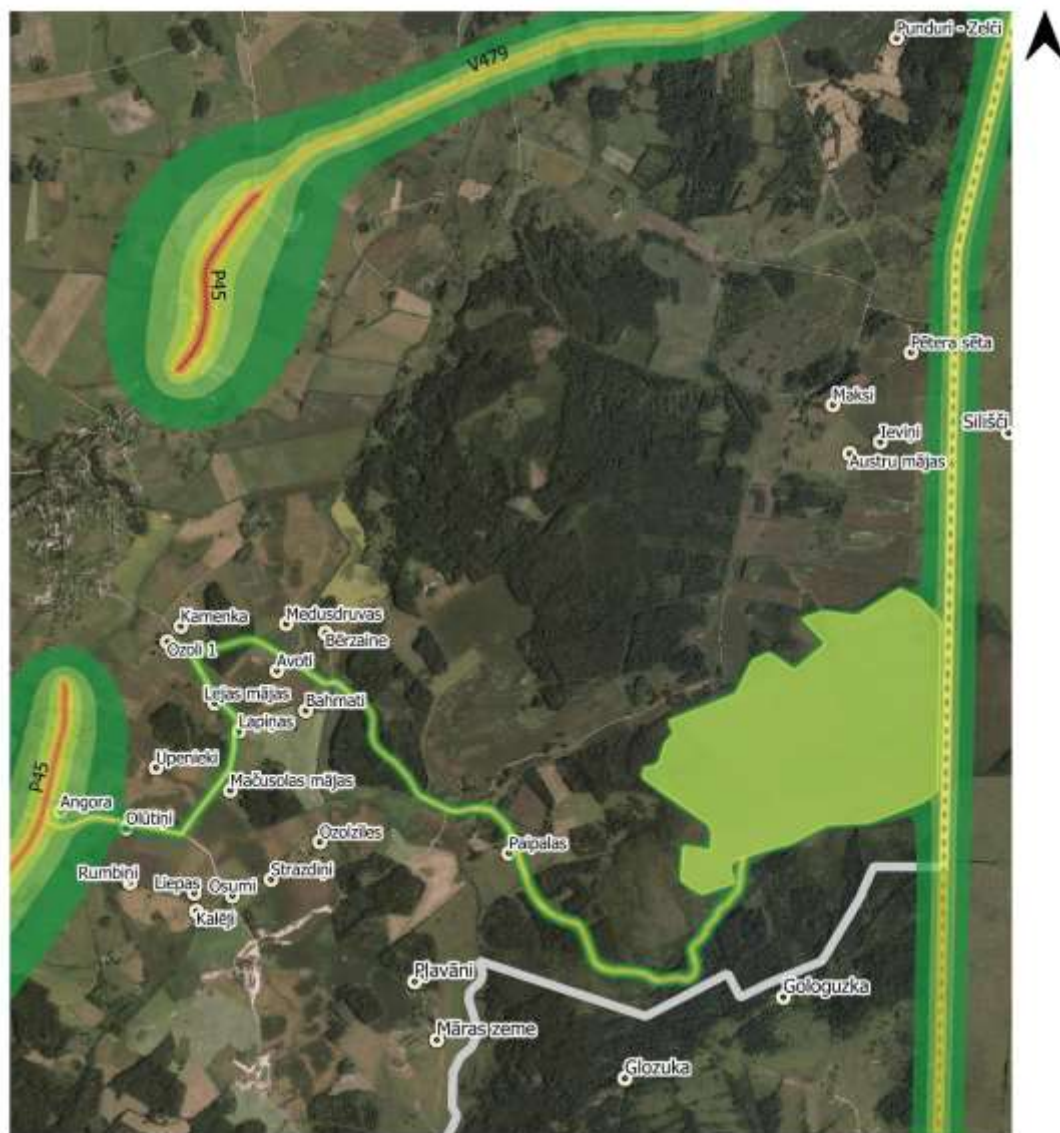 Punduri - Zelči
V479
P45
Pētera sēta
Maksi
Ieviņi
Silišči
Austru mājas
Kamenka
Medusdruvas
Ozoli 1
Bērzaine
Avoti
Lejas mājas
Bahmati
Lapiņas
Upenieki
P45
Mačusolas mājas
Angora
Olūtiņi
Ozolzīles
Paipalas
Rumbiņi
Liepas
Osumi
Strazdiņi
Kalēji
Pļavāni
Gologuzka
Māras zeme
Glozuka